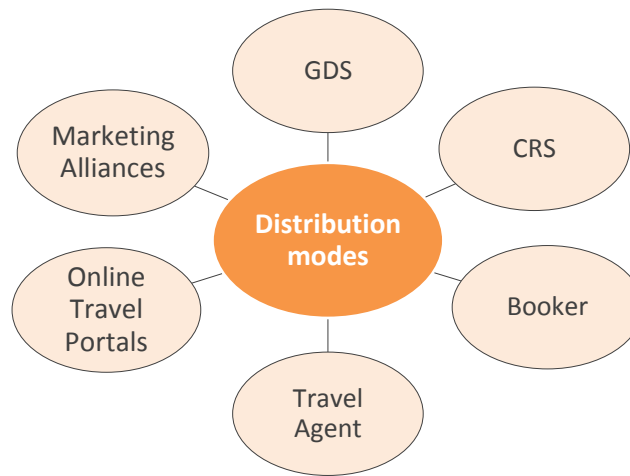 GDS
Marketing
Alliances
CRS
Distribution
modes
Online
Travel
Portals
Booker
Travel
Agent